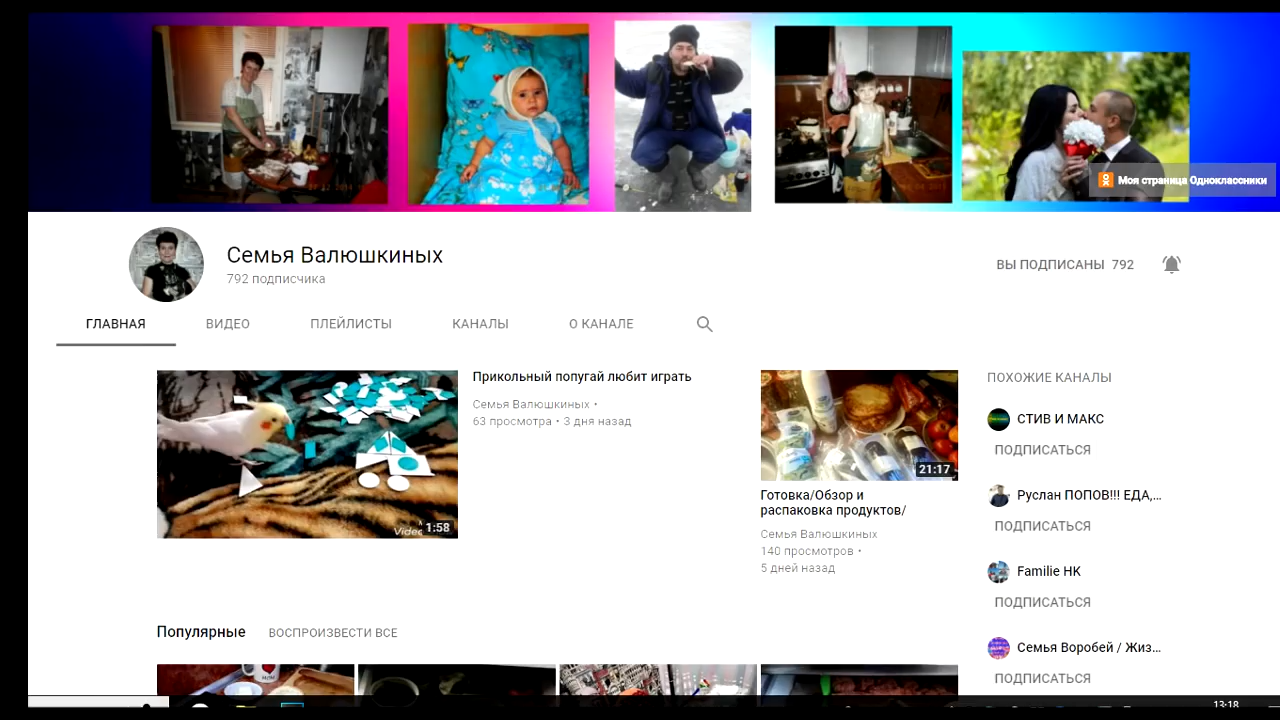 Моя страница Одноклассники
Семья Валюшкиных
792 подписчика
ВЫ ПОДПИСАНЫ 792
ГЛАВНАЯ
ВИДЕО
ПЛЕЙЛИСТЫ
КАНАЛЫ
О КАНАЛЕ
1:58
Прикольный попугай любит играть
Семья Валюшкиных •
63 просмотра • 3 дня назад
21:17
Готовка/Обзор и
распаковка продуктов/
Семья Валюшкиных
140 просмотров •
5 дней назад
ПОХОЖИЕ КАНАЛЫ
СТИВ И МАКС
ПОДПИСАТЬСЯ
Руслан ПОПОВ!!! ЕДА,...
ПОДПИСАТЬСЯ
Familie HK
ПОДПИСАТЬСЯ
Семья Воробей / Жиз...
ПОДПИСАТЬСЯ
Популярные
ВОСПРОИЗВЕСТИ ВСЕ
13:18